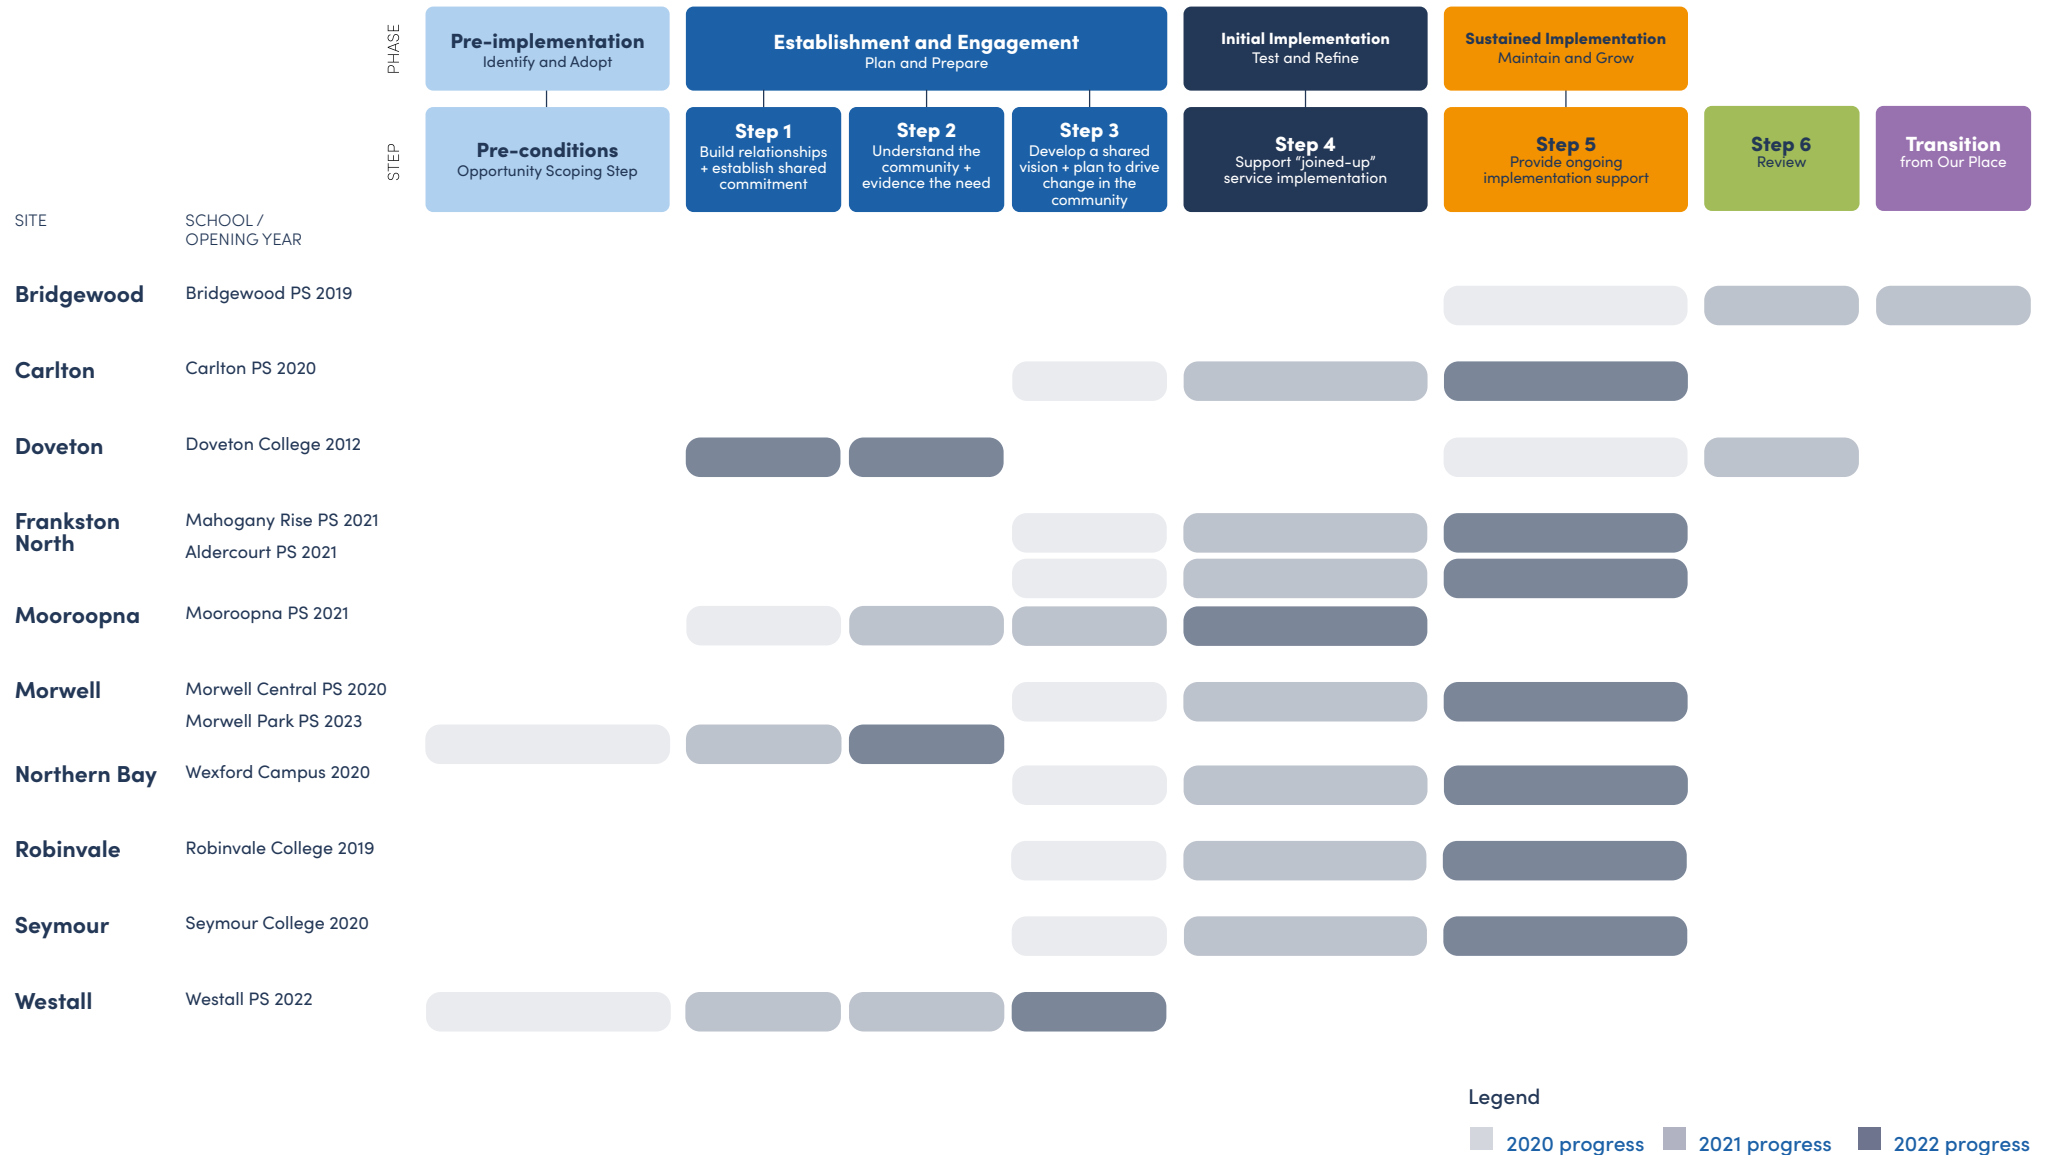 PHASE
Pre-implementation
Identify and Adopt
Establishment and Engagement
Plan and Prepare
Initial Implementation
Test and Refine
Sustained Implementation
Maintain and Grow
STEP
Pre-conditions
Opportunity Scoping Step
Step 1
Build relationships
+ establish shared
commitment
Step 2
Understand the
community +
evidence the need
Step 3
Develop a shared
vision + plan to drive
change in the
community
Step 4
Support “joined-up”
service implementation
Step 5
Provide ongoing
implementation support
Step 6
Review
Transition
from Our Place
SITE
SCHOOL /
OPENING YEAR
Bridgewood
Bridgewood PS 2019
Carlton
Carlton PS 2020
Doveton
Doveton College 2012
Frankston
North
Mahogany Rise PS 2021
Aldercourt PS 2021
Mooroopna
Mooroopna PS 2021
Morwell
Morwell Central PS 2020
Morwell Park PS 2023
Northern Bay
Wexford Campus 2020
Robinvale
Robinvale College 2019
Seymour
Seymour College 2020
Westall
Westall PS 2022
Legend
2020 progress
2021 progress
2022 progress